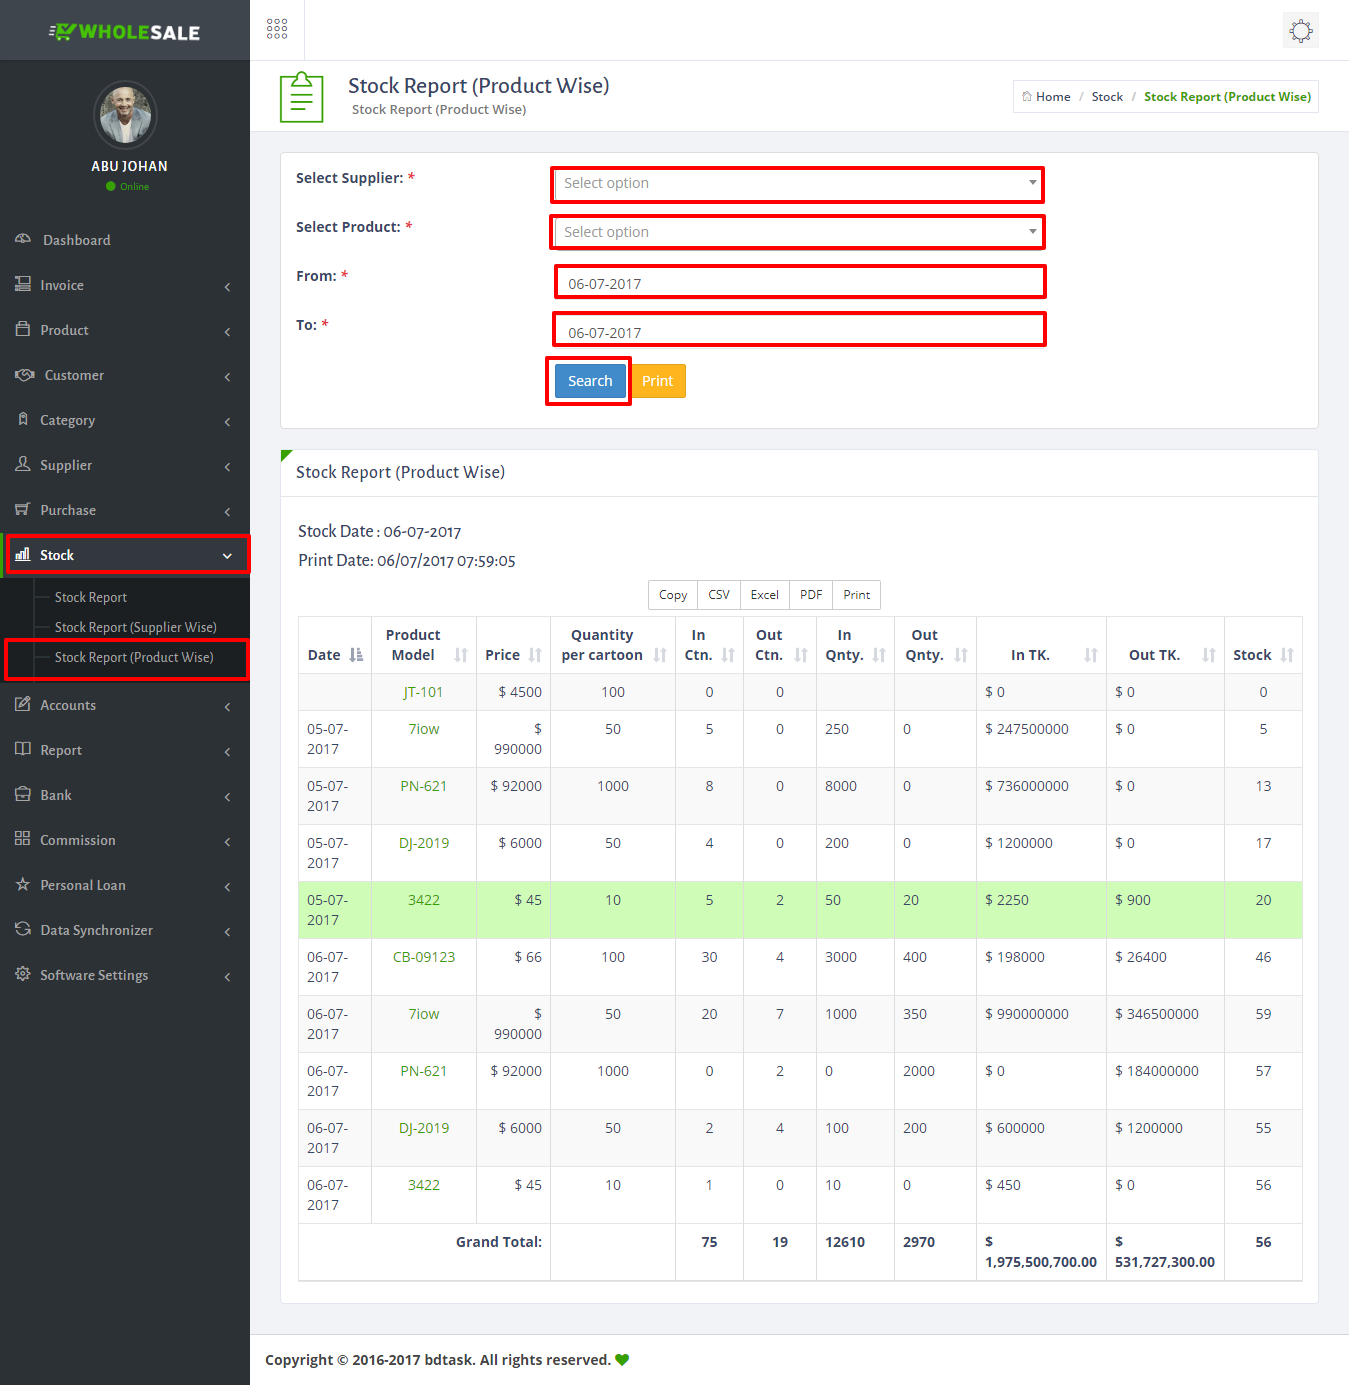 WHOLESALE
ABU JOHAN
Online
Dashboard
Invoice
Product
Customer
Category
Supplier
Purchase
Stock
Stock Report
Stock Report (Supplier Wise)
Stock Report (Product Wise)
Accounts
Report
Bank
Commission
Personal Loan
Data Synchronizer
Software Settings
Stock Report (Product Wise)
Stock Report (Product Wise)
Home / Stock / Stock Report (Product Wise)
Select Supplier: * Select option
Select Product: * Select option
From: * 06-07-2017
To: * 06-07-2017
Search Print
Stock Report (Product Wise)
Stock Date : 06-07-2017
Print Date: 06/07/2017 07:59:05
Copy CSV Excel PDF Print
Date Product Model Price Quantity per cartoon In Ctn. Out Ctn. In Qnty. Out Qnty. In TK. Out TK. Stock
JT-101 $ 4500 100 0 0 $ 0 $ 0 0
05-07-2017 7iow $ 990000 50 5 0 250 0 $ 247500000 $ 0 5
05-07-2017 PN-621 $ 92000 1000 8 0 8000 0 $ 736000000 $ 0 13
05-07-2017 DJ-2019 $ 6000 50 4 0 200 0 $ 1200000 $ 0 17
05-07-2017 3422 $ 45 10 5 2 50 20 $ 2250 $ 900 20
06-07-2017 CB-09123 $ 66 100 30 4 3000 400 $ 198000 $ 26400 46
06-07-2017 7iow $ 990000 50 20 7 1000 350 $ 990000000 $ 346500000 59
06-07-2017 PN-621 $ 92000 1000 0 2 0 2000 $ 0 $ 184000000 57
06-07-2017 DJ-2019 $ 6000 50 2 4 100 200 $ 600000 $ 1200000 55
06-07-2017 3422 $ 45 10 1 0 10 0 $ 450 $ 0 56
Grand Total: 75 19 12610 2970 $ 1,975,500,700.00 $ 531,727,300.00 56
Copyright © 2016-2017 bdtask. All rights reserved.